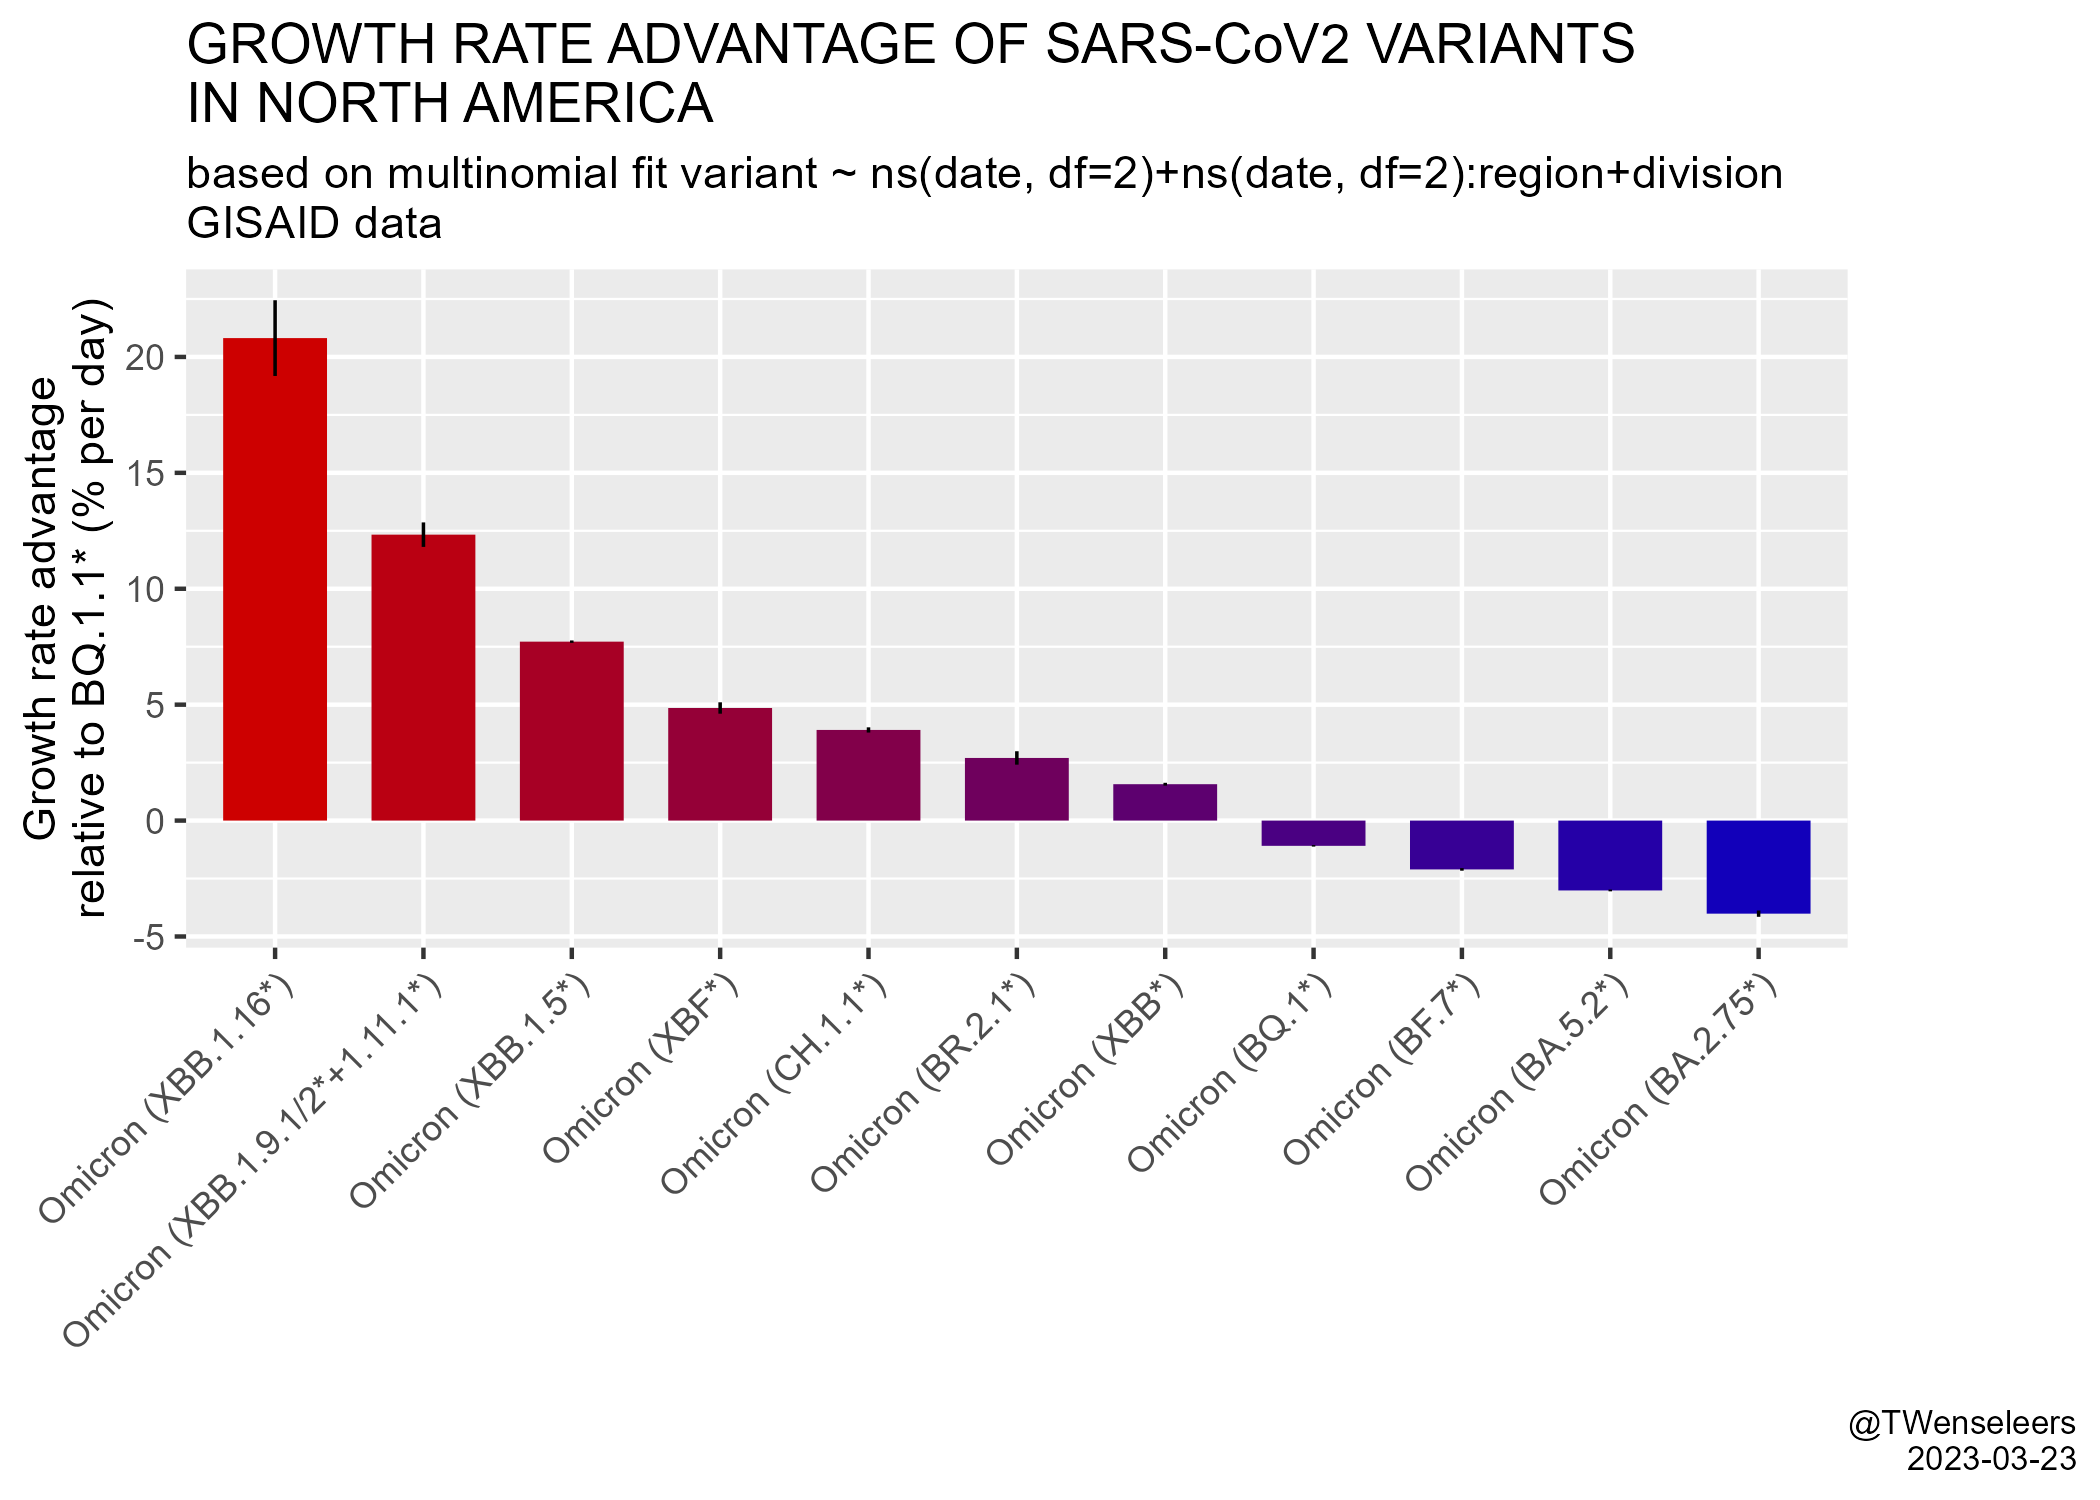 GROWTH RATE ADVANTAGE OF SARS-CoV2 VARIANTS
IN NORTH AMERICA
based on multinomial fit variant ~ ns(date, df=2)+ns(date, df=2):region+division
GISAID data
Growth rate advantage
relative to BQ.1.1* (% per day)
20
15
10
5
0
-5
Omicron (XBB.1.16*)
Omicron (XBB.1.9.1/2*+1.11.1*)
Omicron (XBB.1.5*)
Omicron (XBF*)
Omicron (CH.1.1*)
Omicron (BR.2.1*)
Omicron (XBB*)
Omicron (BQ.1*)
Omicron (BF.7*)
Omicron (BA.5.2*)
Omicron (BA.2.75*)
@TWenseleers
2023-03-23